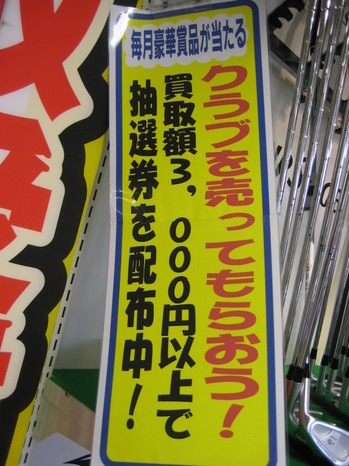 毎月豪華賞品が当たる
クラブを売ってもらおう！
買取額3,000円以上で
抽選券を配布中！